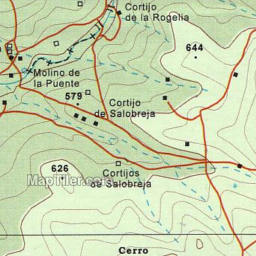 Cortijo
de la Rogelia
644
Molino de
la Puente
579
Cortijo
de Salobreja
626
Cortijos
de Salobreja
MapTiler.com
Cerro